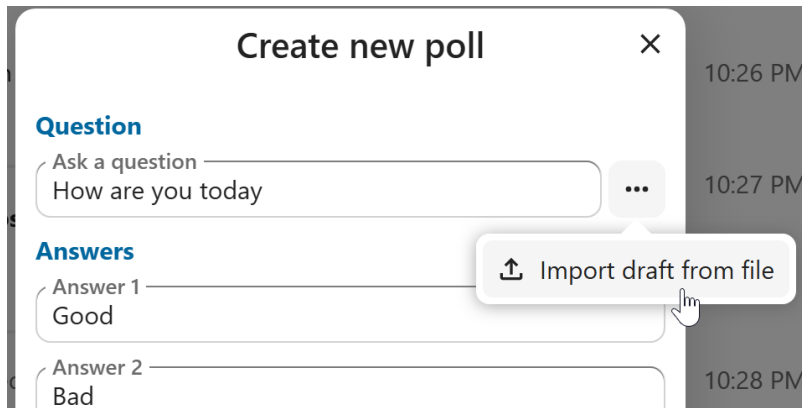 Create new poll
10:26 PM
Question
Ask a question
How are you today
10:27 PM
Answers
Import draft from file
Answer 1
Good
Answer 2
10:28 PM
Bad